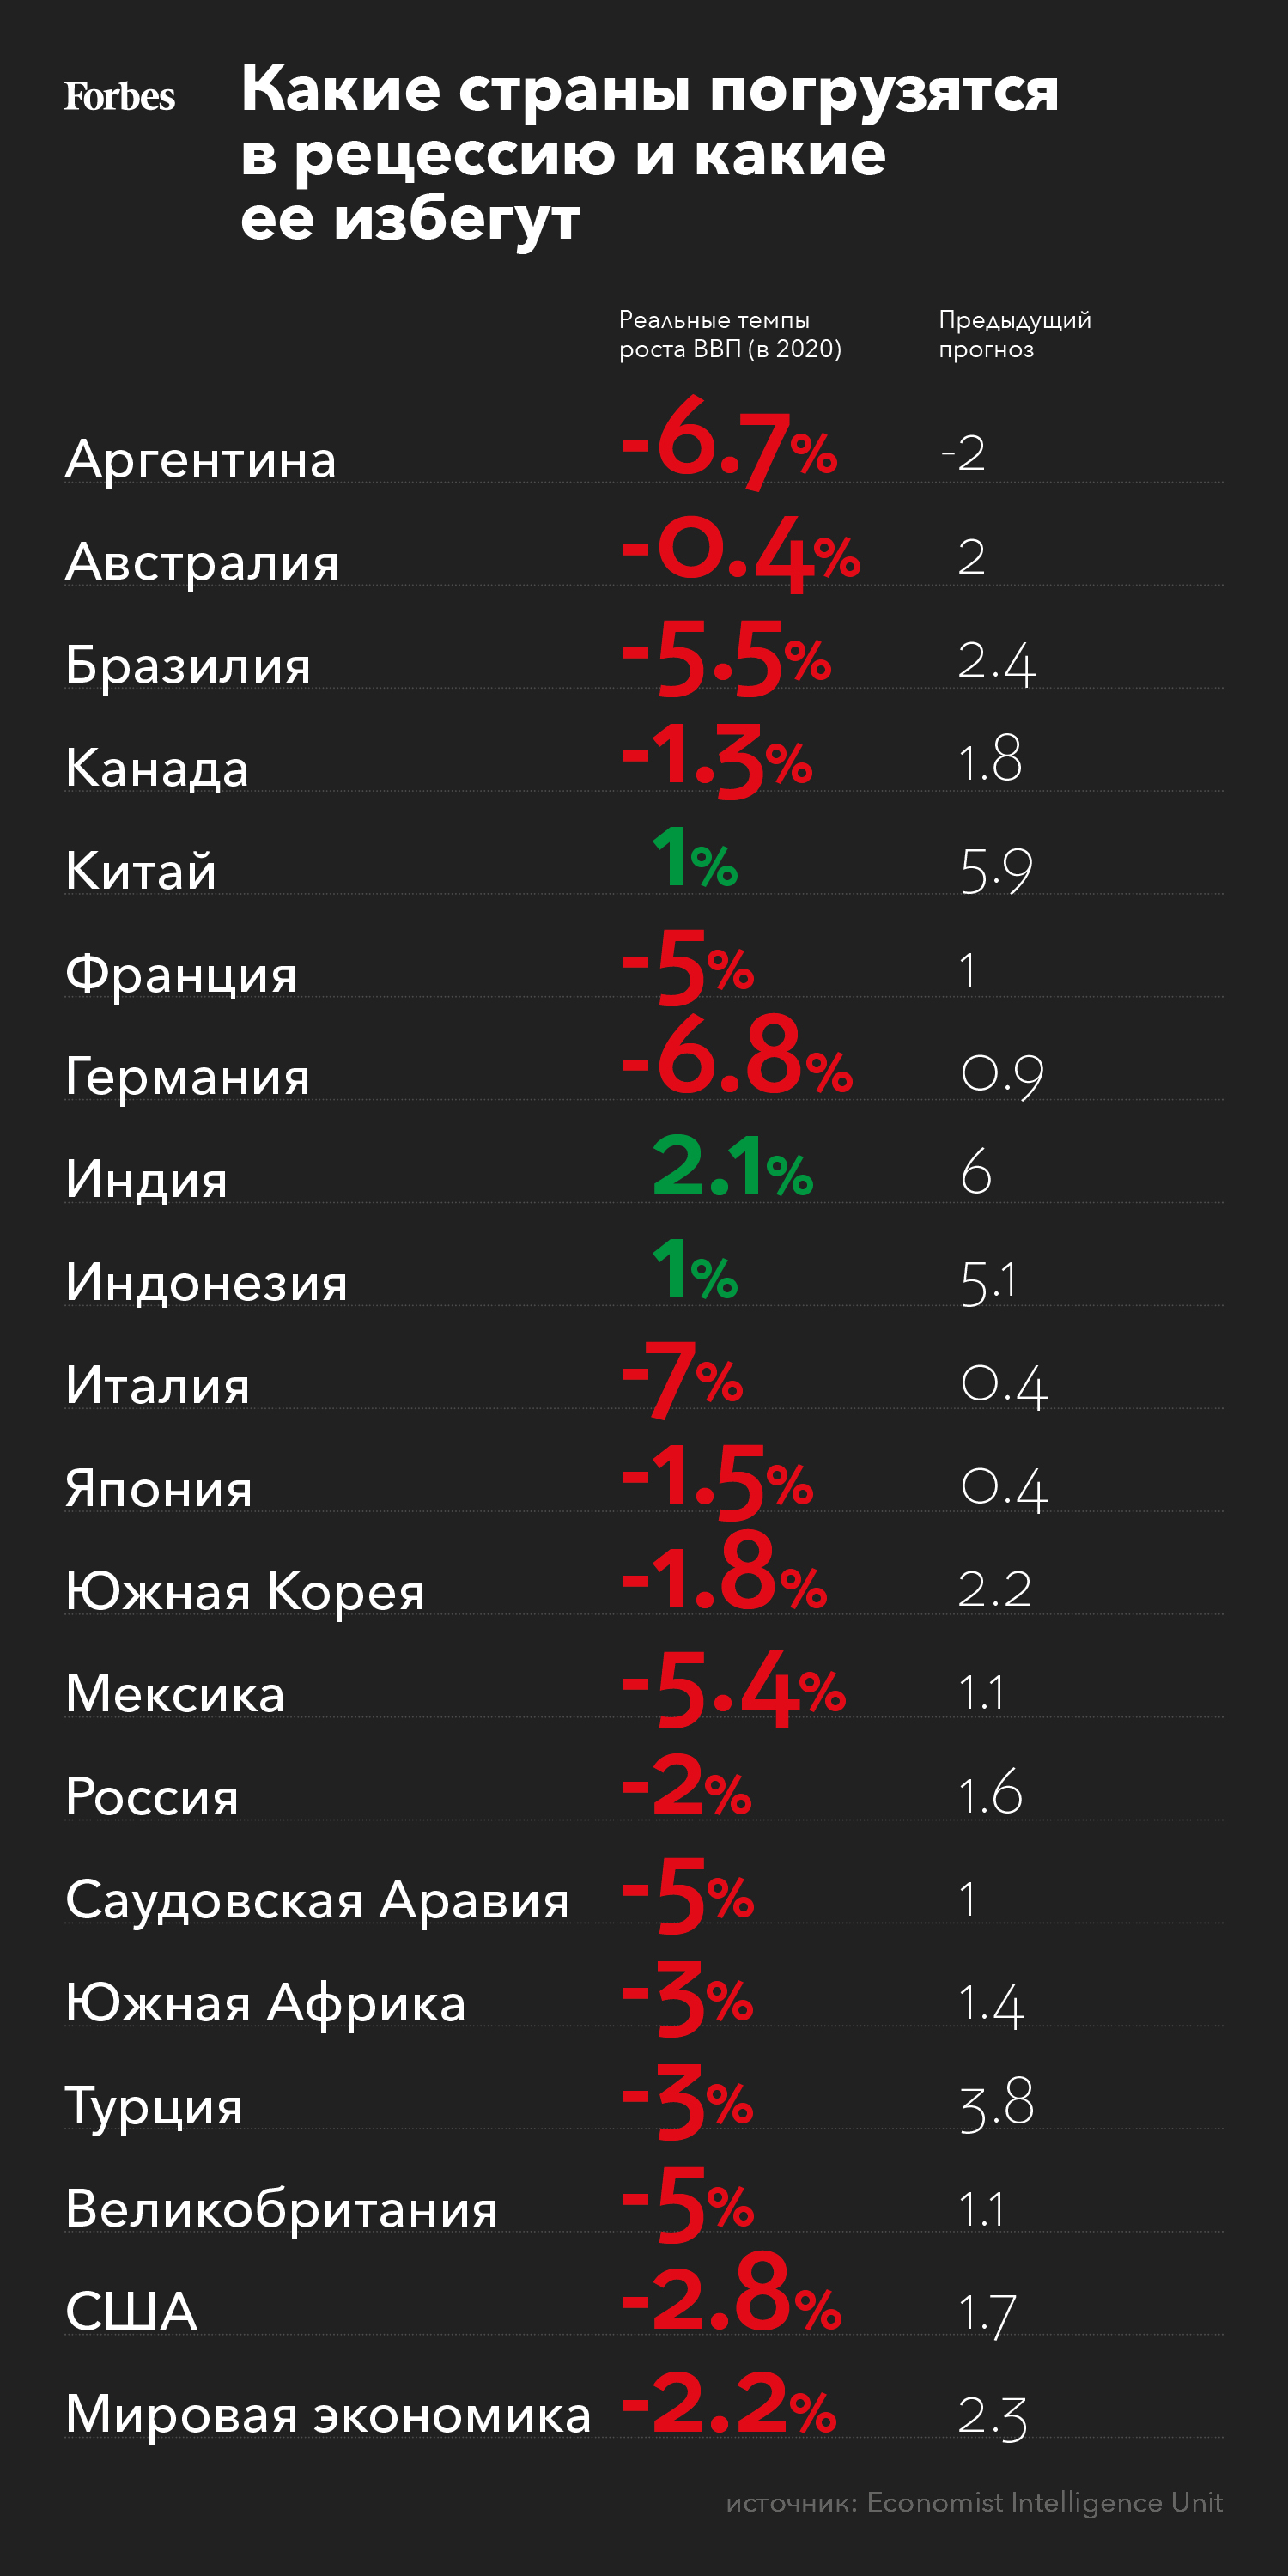 Forbes
Какие страны погрузятся
в рецессию и какие
ее избегут
Реальные темпы
роста ВВП (в 2020)
Предыдущий
прогноз
Аргентина -6.7% -2
Австралия -0.4% 2
Бразилия -5.5% 2.4
Канада -1.3% 1.8
Китай 1% 5.9
Франция -5% 1
Германия -6.8% 0.9
Индия 2.1% 6
Индонезия 1% 5.1
Италия -7% 0.4
Япония -1.5% 0.4
Южная Корея -1.8% 2.2
Мексика -5.4% 1.1
Россия -2% 1.6
Саудовская Аравия -5% 1
Южная Африка -3% 1.4
Турция -3% 3.8
Великобритания -5% 1.1
США -2.8% 1.7
Мировая экономика -2.2% 2.3
источник: Economist Intelligence Unit